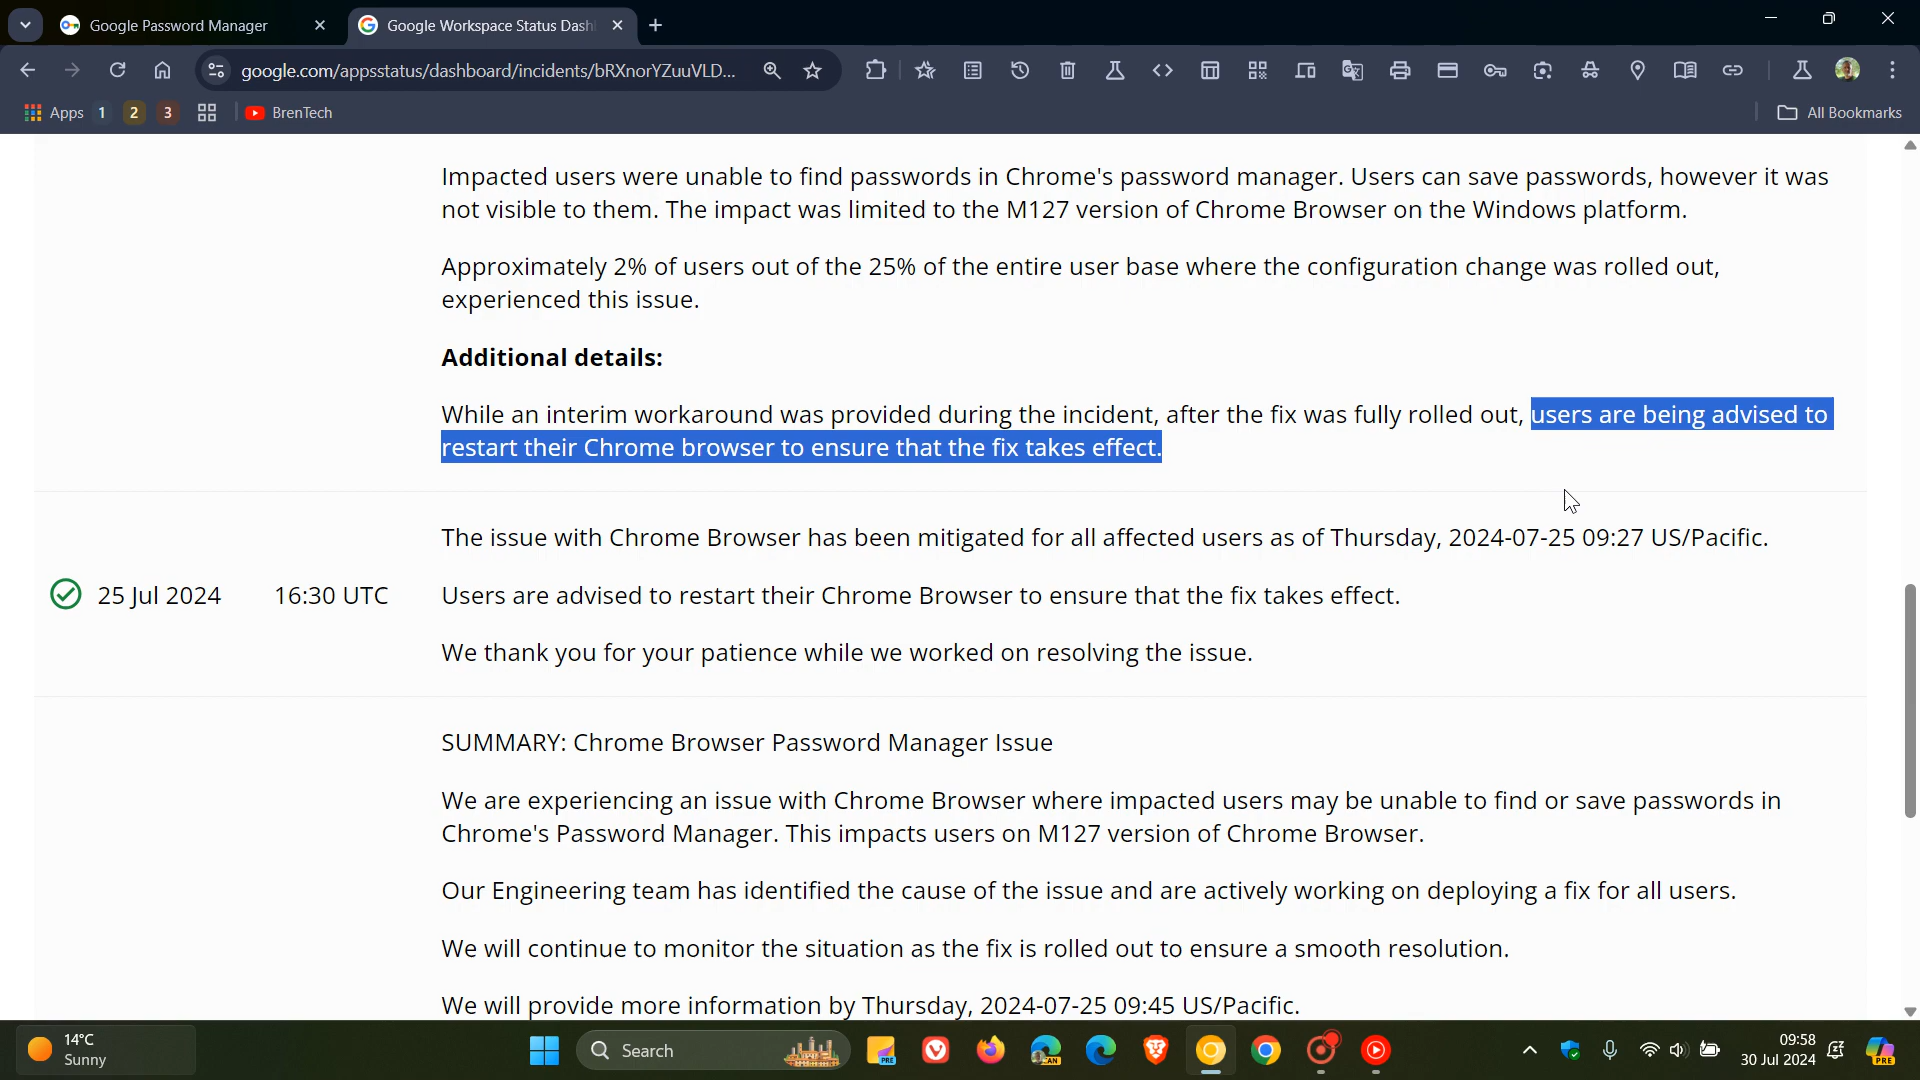 Google Password Manager
Google Workspace Status Dash
google.com/appsstatus/dashboard/incidents/bRXnorYZuuVLD...
Apps 1 2 3 BrenTech All Bookmarks
Impacted users were unable to find passwords in Chrome's password manager. Users can save passwords, however it was
not visible to them. The impact was limited to the M127 version of Chrome Browser on the Windows platform.
Approximately 2% of users out of the 25% of the entire user base where the configuration change was rolled out,
experienced this issue.
Additional details:
While an interim workaround was provided during the incident, after the fix was fully rolled out, users are being advised to
restart their Chrome browser to ensure that the fix takes effect.
The issue with Chrome Browser has been mitigated for all affected users as of Thursday, 2024-07-25 09:27 US/Pacific.
25 Jul 2024 16:30 UTC Users are advised to restart their Chrome Browser to ensure that the fix takes effect.
We thank you for your patience while we worked on resolving the issue.
SUMMARY: Chrome Browser Password Manager Issue
We are experiencing an issue with Chrome Browser where impacted users may be unable to find or save passwords in
Chrome's Password Manager. This impacts users on M127 version of Chrome Browser.
Our Engineering team has identified the cause of the issue and are actively working on deploying a fix for all users.
We will continue to monitor the situation as the fix is rolled out to ensure a smooth resolution.
We will provide more information by Thursday, 2024-07-25 09:45 US/Pacific.
14°C
Sunny
Search
PRE
CAN
09:58
30 Jul 2024
PRE